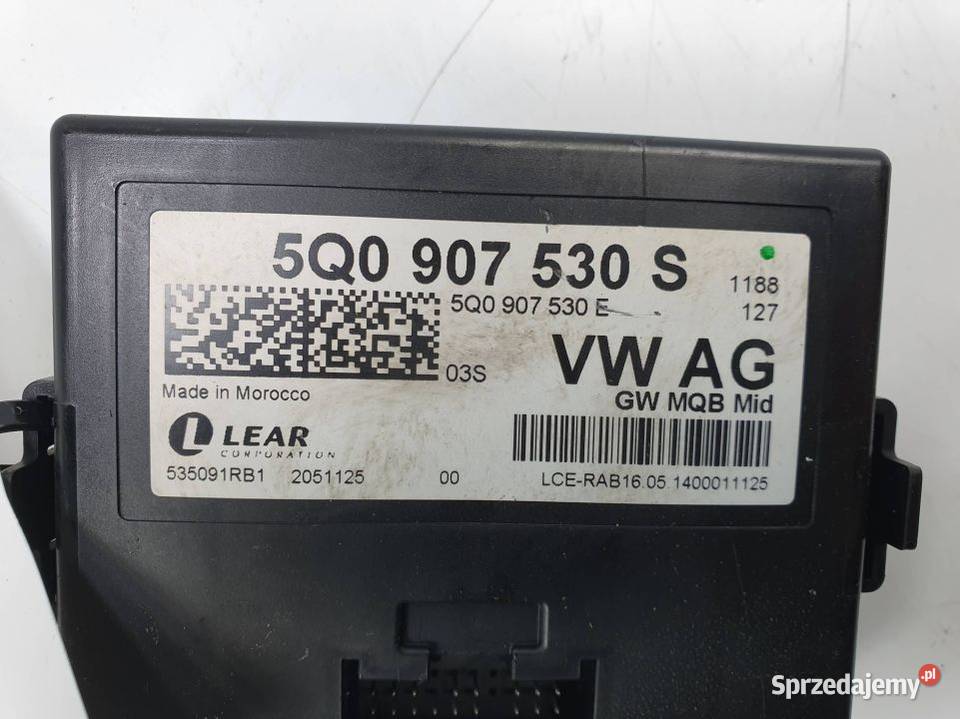 5Q0 907 530 S
1188
5Q0 907 530 E
127
03S
VW AG
Made in Morocco
GW MQB Mid
LEAR
CORPORATION
535091RB1 2051125 00
LCE-RAB16.05.1400011125
Sprzedajemy.pl